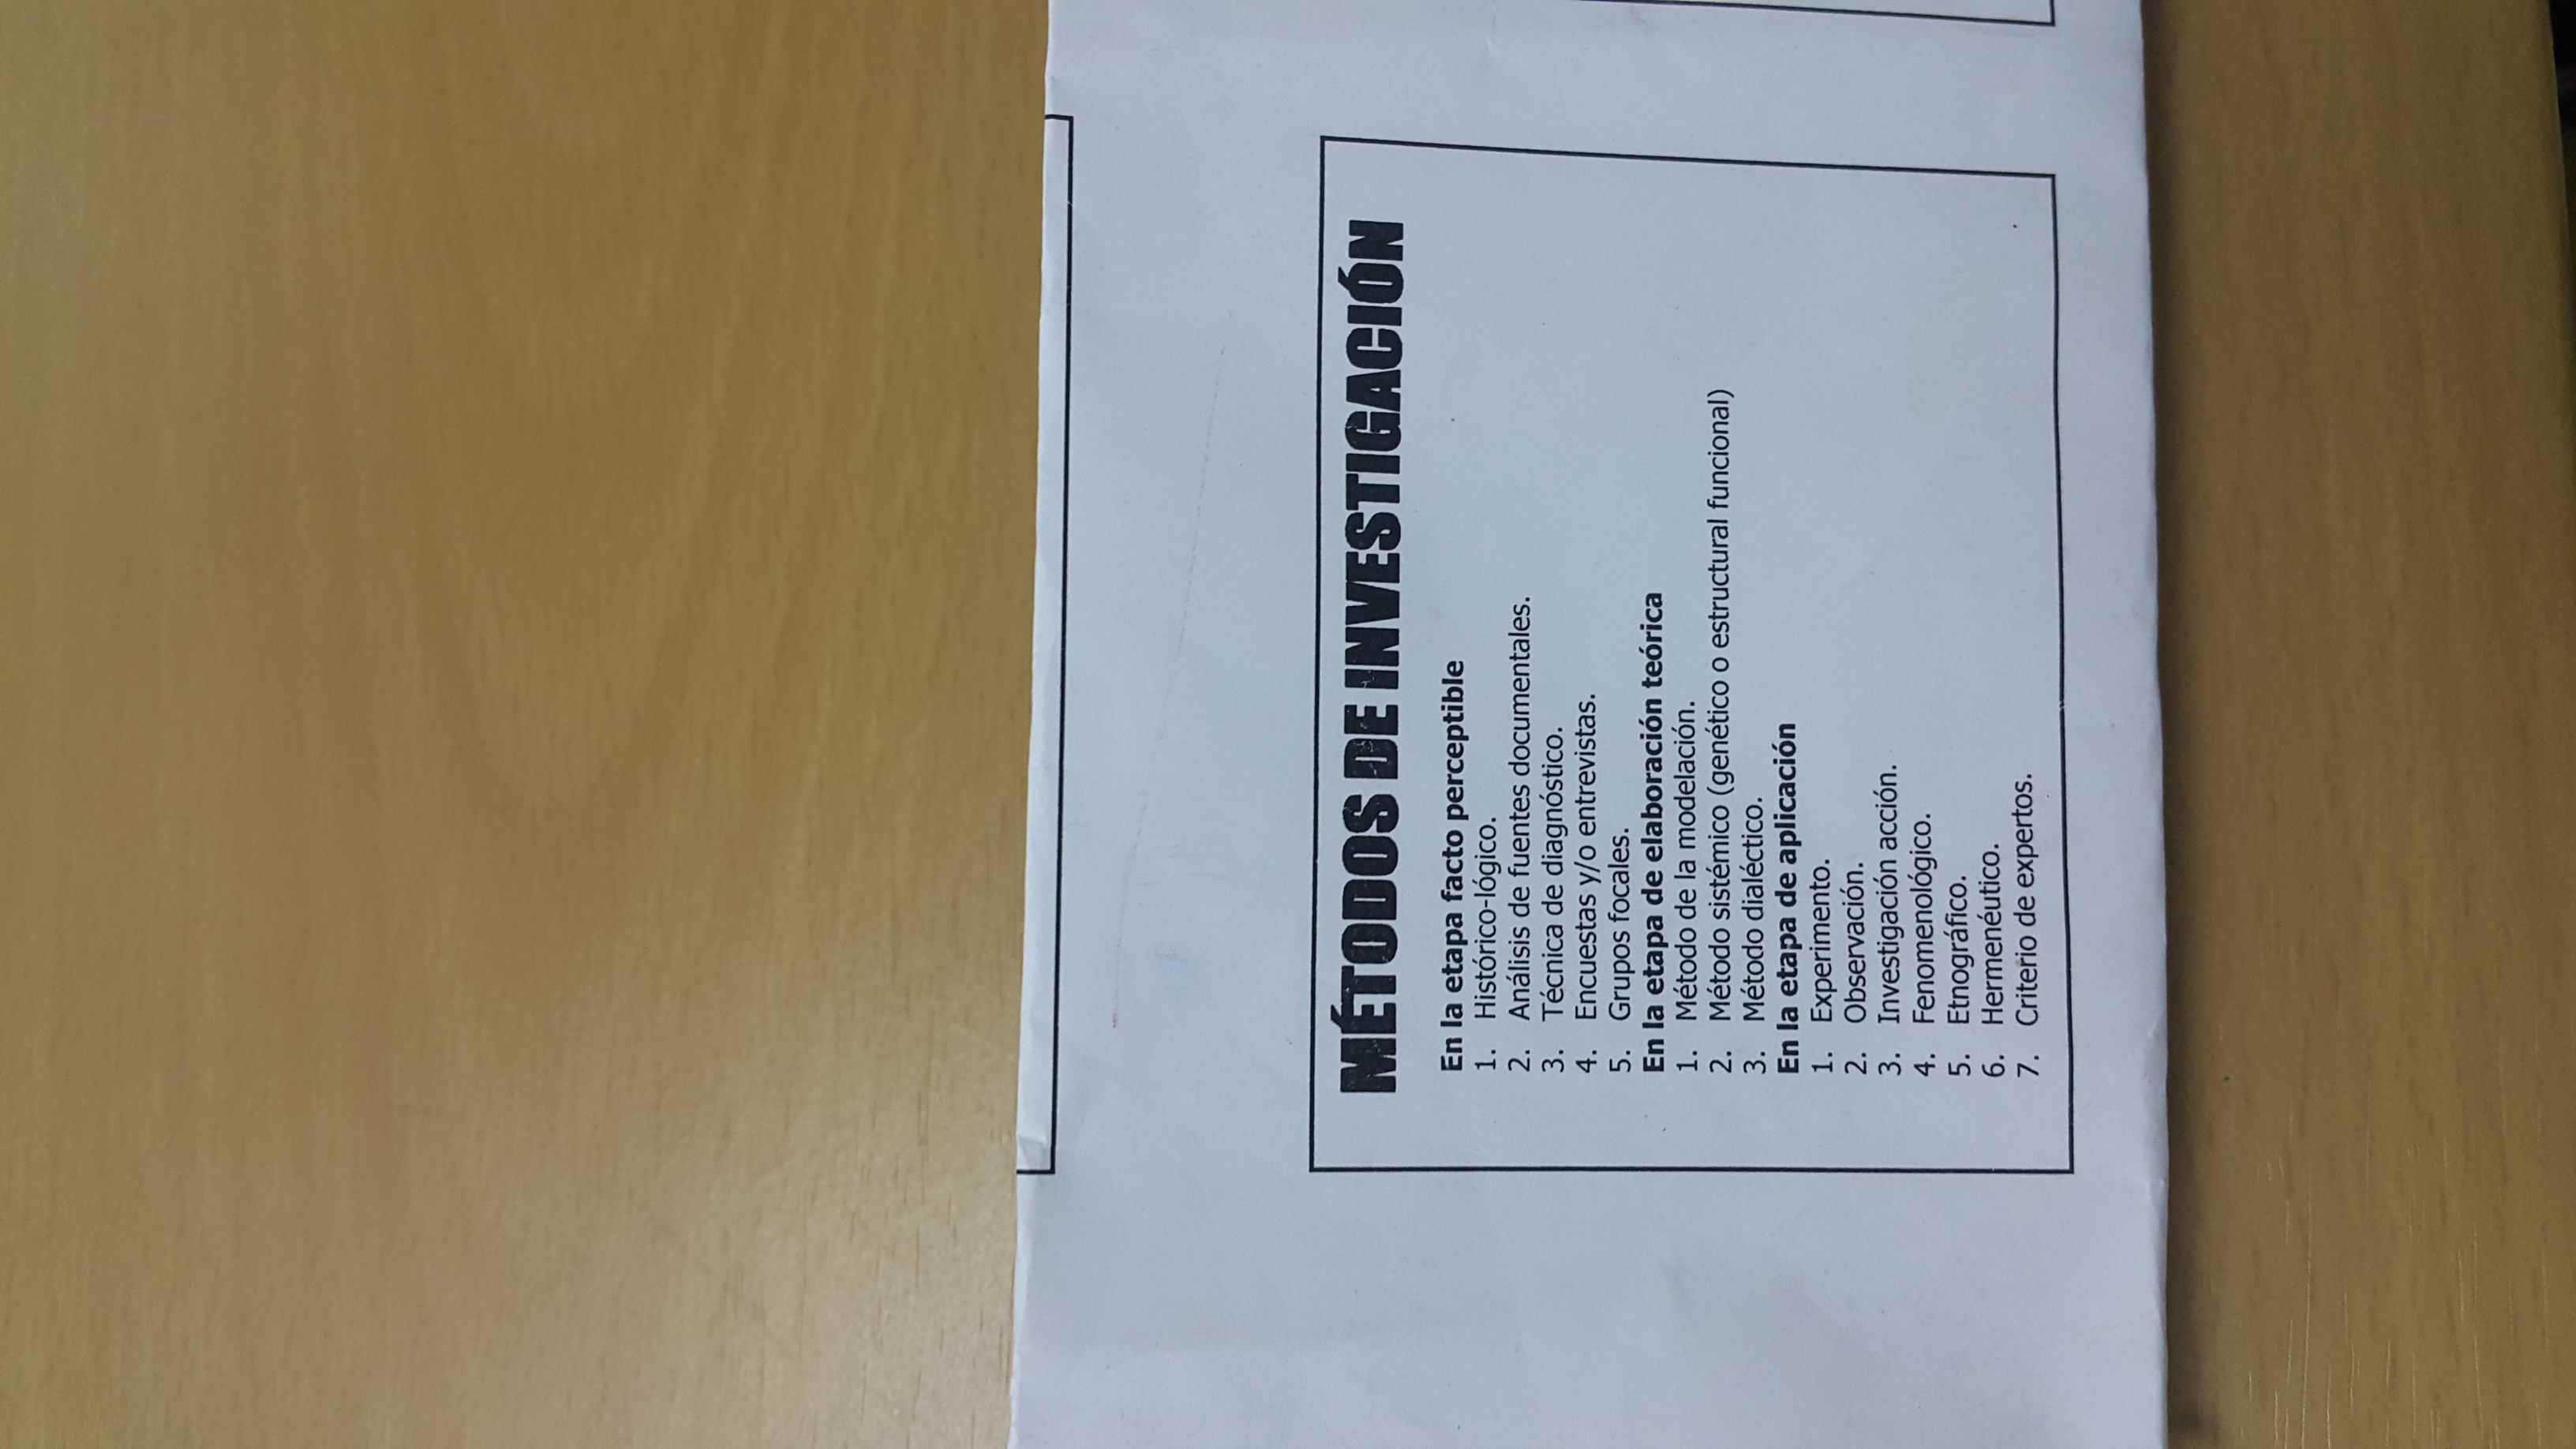 MÉTODOS DE INVESTIGACIÓN
En la etapa facto perceptible
1. Histórico-lógico.
2. Análisis de fuentes documentales.
3. Técnica de diagnóstico.
4. Encuestas y/o entrevistas.
5. Grupos focales.
En la etapa de elaboración teórica
1. Método de la modelación.
2. Método sistémico (genético o estructural funcional)
3. Método dialéctico.
En la etapa de aplicación
1. Experimento.
2. Observación.
3. Investigación acción.
4. Fenomenológico.
5. Etnográfico.
6. Hermenéutico.
7. Criterio de expertos.